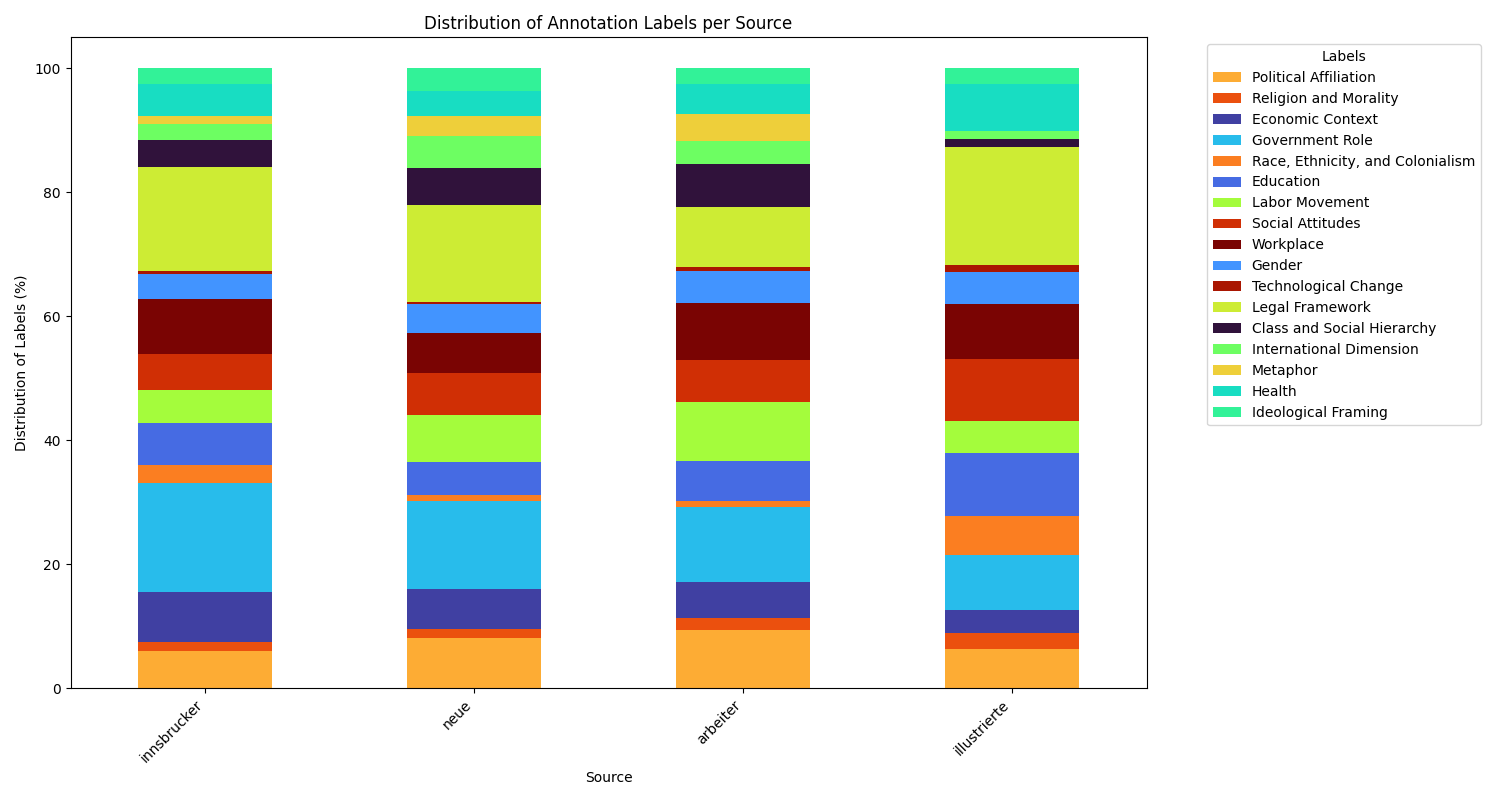 Distribution of Annotation Labels per Source
Distribution of Labels (%)
100
80
60
40
20
0
innsbrucker
neue
arbeiter
illustrierte
Source
Labels
Political Affiliation
Religion and Morality
Economic Context
Government Role
Race, Ethnicity, and Colonialism
Education
Labor Movement
Social Attitudes
Workplace
Gender
Technological Change
Legal Framework
Class and Social Hierarchy
International Dimension
Metaphor
Health
Ideological Framing